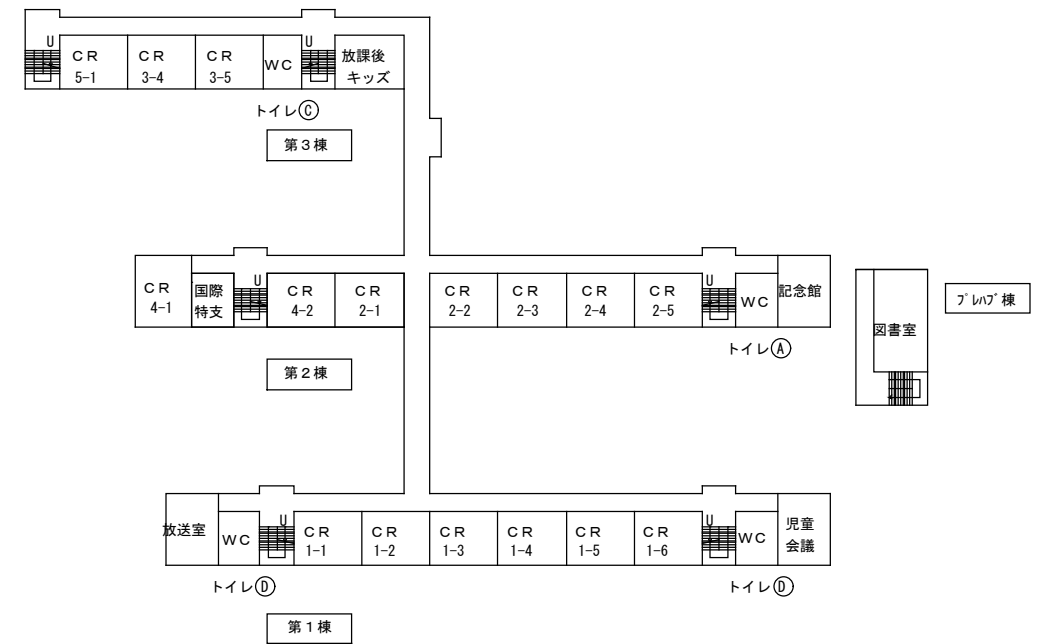 U
U
ＣＲ
5-1
ＣＲ
3-4
ＣＲ
3-5
ＷＣ
放課後
キッズ
トイレⒸ
第３棟
U
U
ＣＲ
4-1
国際
特支
ＣＲ
4-2
ＣＲ
2-1
ＣＲ
2-2
ＣＲ
2-3
ＣＲ
2-4
ＣＲ
2-5
ＷＣ
記念館
トイレⒶ
図書室
ﾌﾟﾚﾊﾌﾞ棟
第２棟
U
U
放送室
ＷＣ
ＣＲ
1-1
ＣＲ
1-2
ＣＲ
1-3
ＣＲ
1-4
ＣＲ
1-5
ＣＲ
1-6
ＷＣ
児童
会議
トイレⒹ
トイレⒹ
第１棟